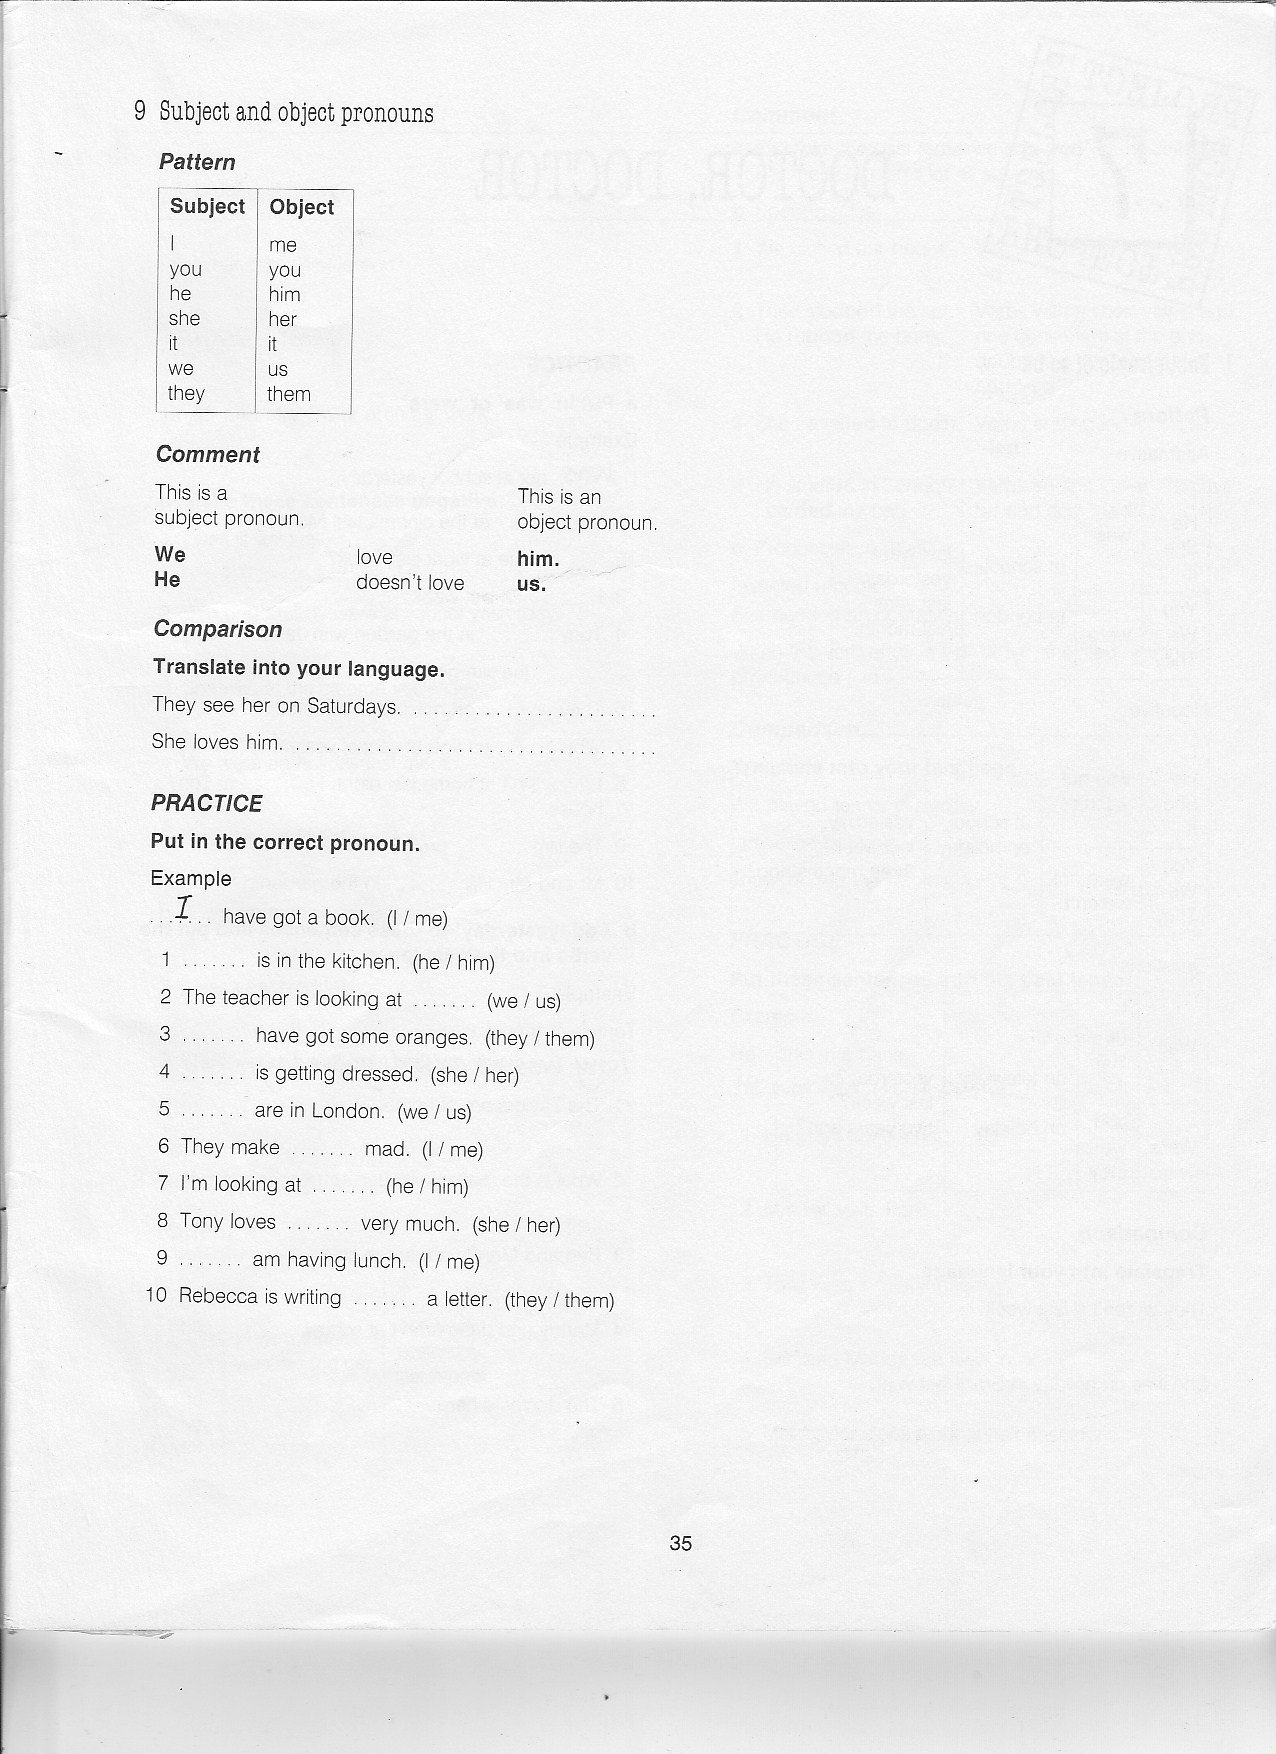 9 Subject and object pronouns
Pattern
Subject Object
I me
you you
he him
she her
it it
we us
they them
Comment
This is a This is an
subject pronoun. object pronoun.
We love him.
He doesn't love us.
Comparison
Translate into your language.
They see her on Saturdays. ........................
She loves him. ....................................
PRACTICE
Put in the correct pronoun.
Example
...I... have got a book. (I / me)
1 ....... is in the kitchen. (he / him)
2 The teacher is looking at ....... (we / us)
3 ....... have got some oranges. (they / them)
4 ....... is getting dressed. (she / her)
5 ....... are in London. (we / us)
6 They make ....... mad. (I / me)
7 I'm looking at ....... (he / him)
8 Tony loves ....... very much. (she / her)
9 ....... am having lunch. (I / me)
10 Rebecca is writing ....... a letter. (they / them)
35